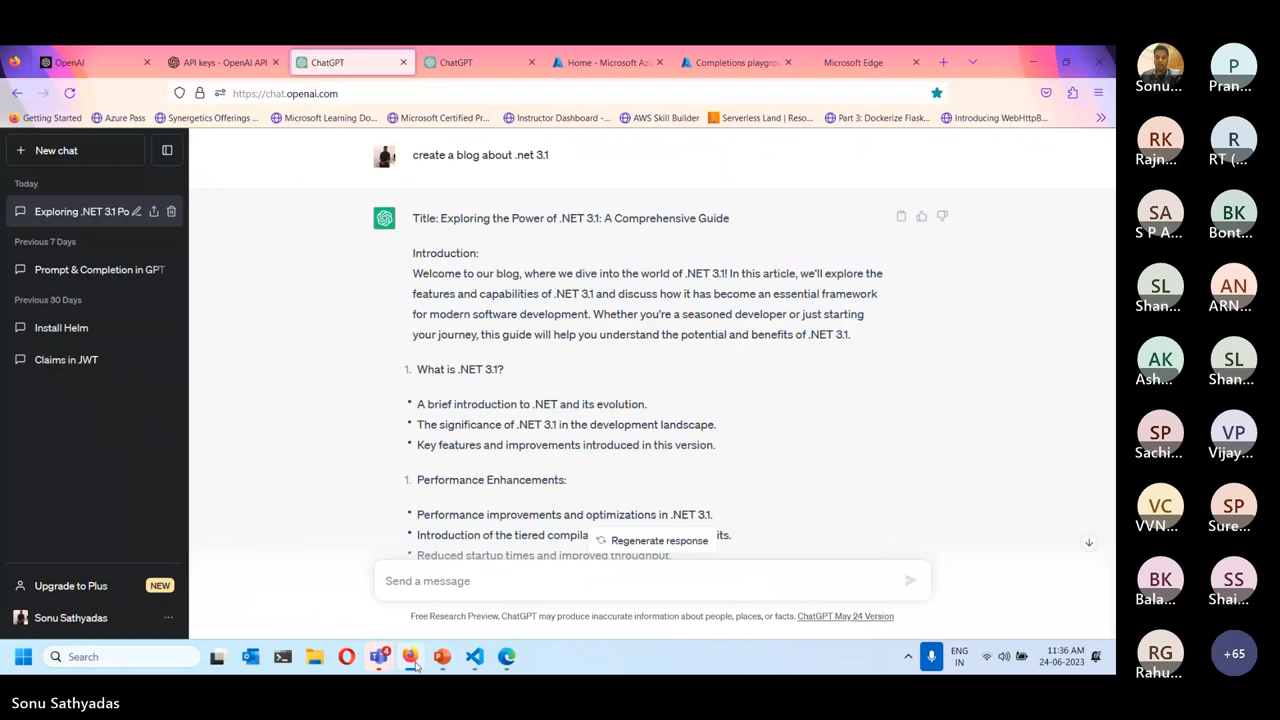 OpenAI
API keys - OpenAI API
ChatGPT
ChatGPT
Home - Microsoft Azu
Completions playgrou
Microsoft Edge
https://chat.openai.com
Getting Started
Azure Pass
Synergetics Offerings ...
Microsoft Learning Do...
Microsoft Certified Pr...
Instructor Dashboard -...
AWS Skill Builder
Serverless Land | Reso...
Part 3: Dockerize Flask...
Introducing WebHttpB...
New chat
Today
Exploring .NET 3.1 Po
Previous 7 Days
Prompt & Completion in GPT
Previous 30 Days
Install Helm
Claims in JWT
Upgrade to Plus
NEW
Sonu Sathyadas
create a blog about .net 3.1
Title: Exploring the Power of .NET 3.1: A Comprehensive Guide
Introduction:
Welcome to our blog, where we dive into the world of .NET 3.1! In this article, we'll explore the
features and capabilities of .NET 3.1 and discuss how it has become an essential framework
for modern software development. Whether you're a seasoned developer or just starting
your journey, this guide will help you understand the potential and benefits of .NET 3.1.
1. What is .NET 3.1?
• A brief introduction to .NET and its evolution.
• The significance of .NET 3.1 in the development landscape.
• Key features and improvements introduced in this version.
1. Performance Enhancements:
• Performance improvements and optimizations in .NET 3.1.
• Introduction of the tiered compila
its.
Regenerate response
• Reduced startup times and improved throughput.
Send a message
Free Research Preview. ChatGPT may produce inaccurate information about people, places, or facts. ChatGPT May 24 Version
Search
4
ENG
IN
11:36 AM
24-06-2023
Sonu Sathyadas
Sonu...
P
Pran...
RK
Rajn...
R
RT (...
SA
S P A...
BK
Bont...
SL
Shan...
AN
ARN...
AK
Ash...
SL
Shan...
SP
Sachi...
VP
Vijay...
VC
VVN...
SP
Sure...
BK
Bala...
SS
Shai...
RG
Rahu...
+65